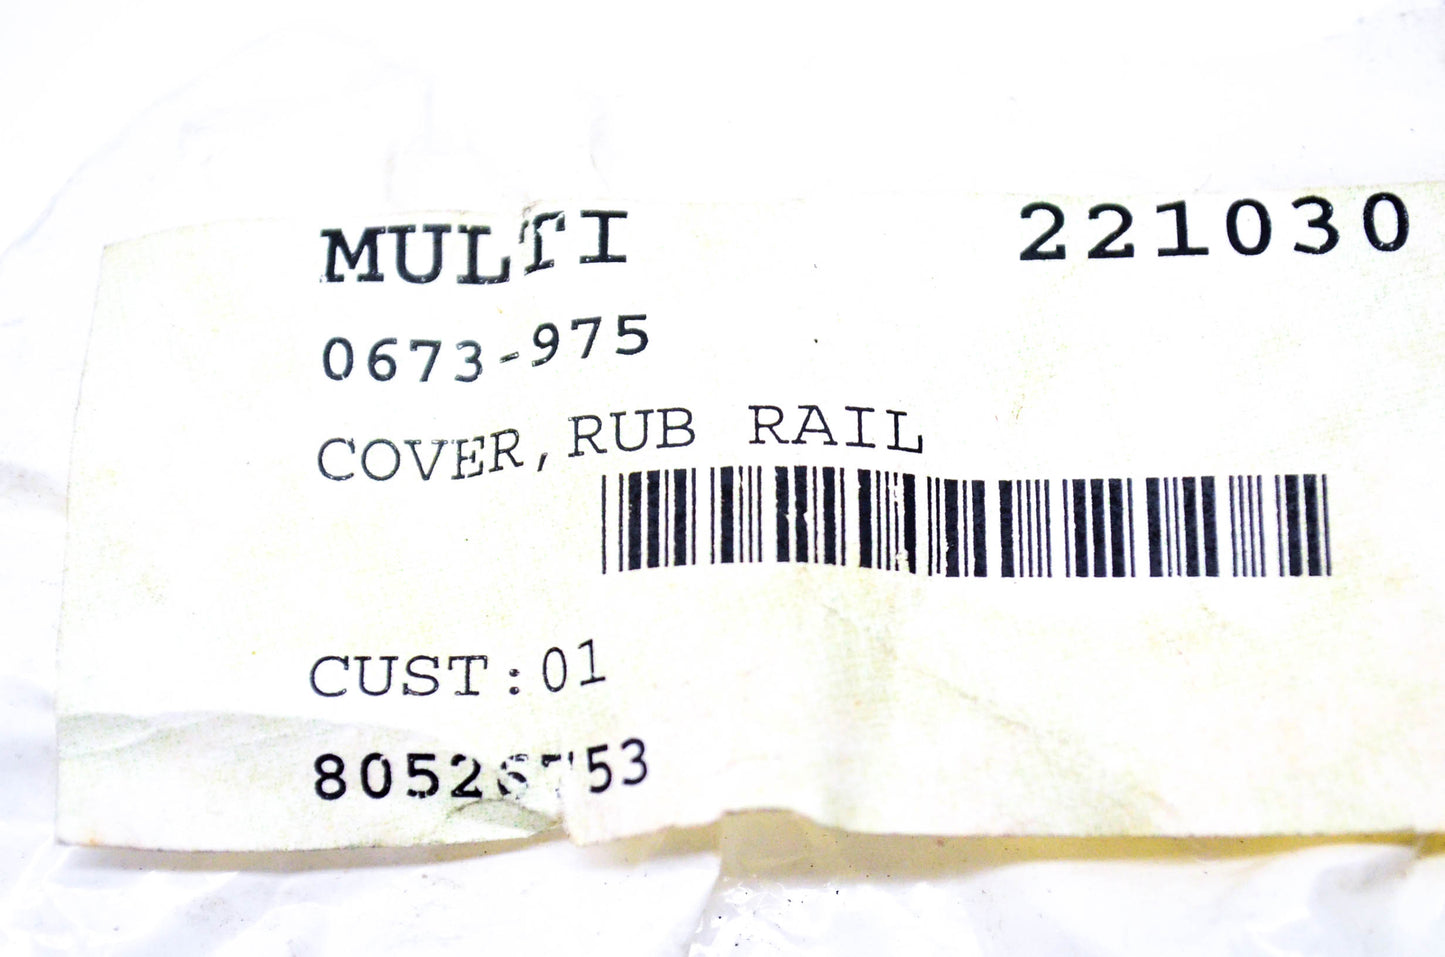 MULTI 221030
0673-975
COVER,RUB RAIL
CUST:01